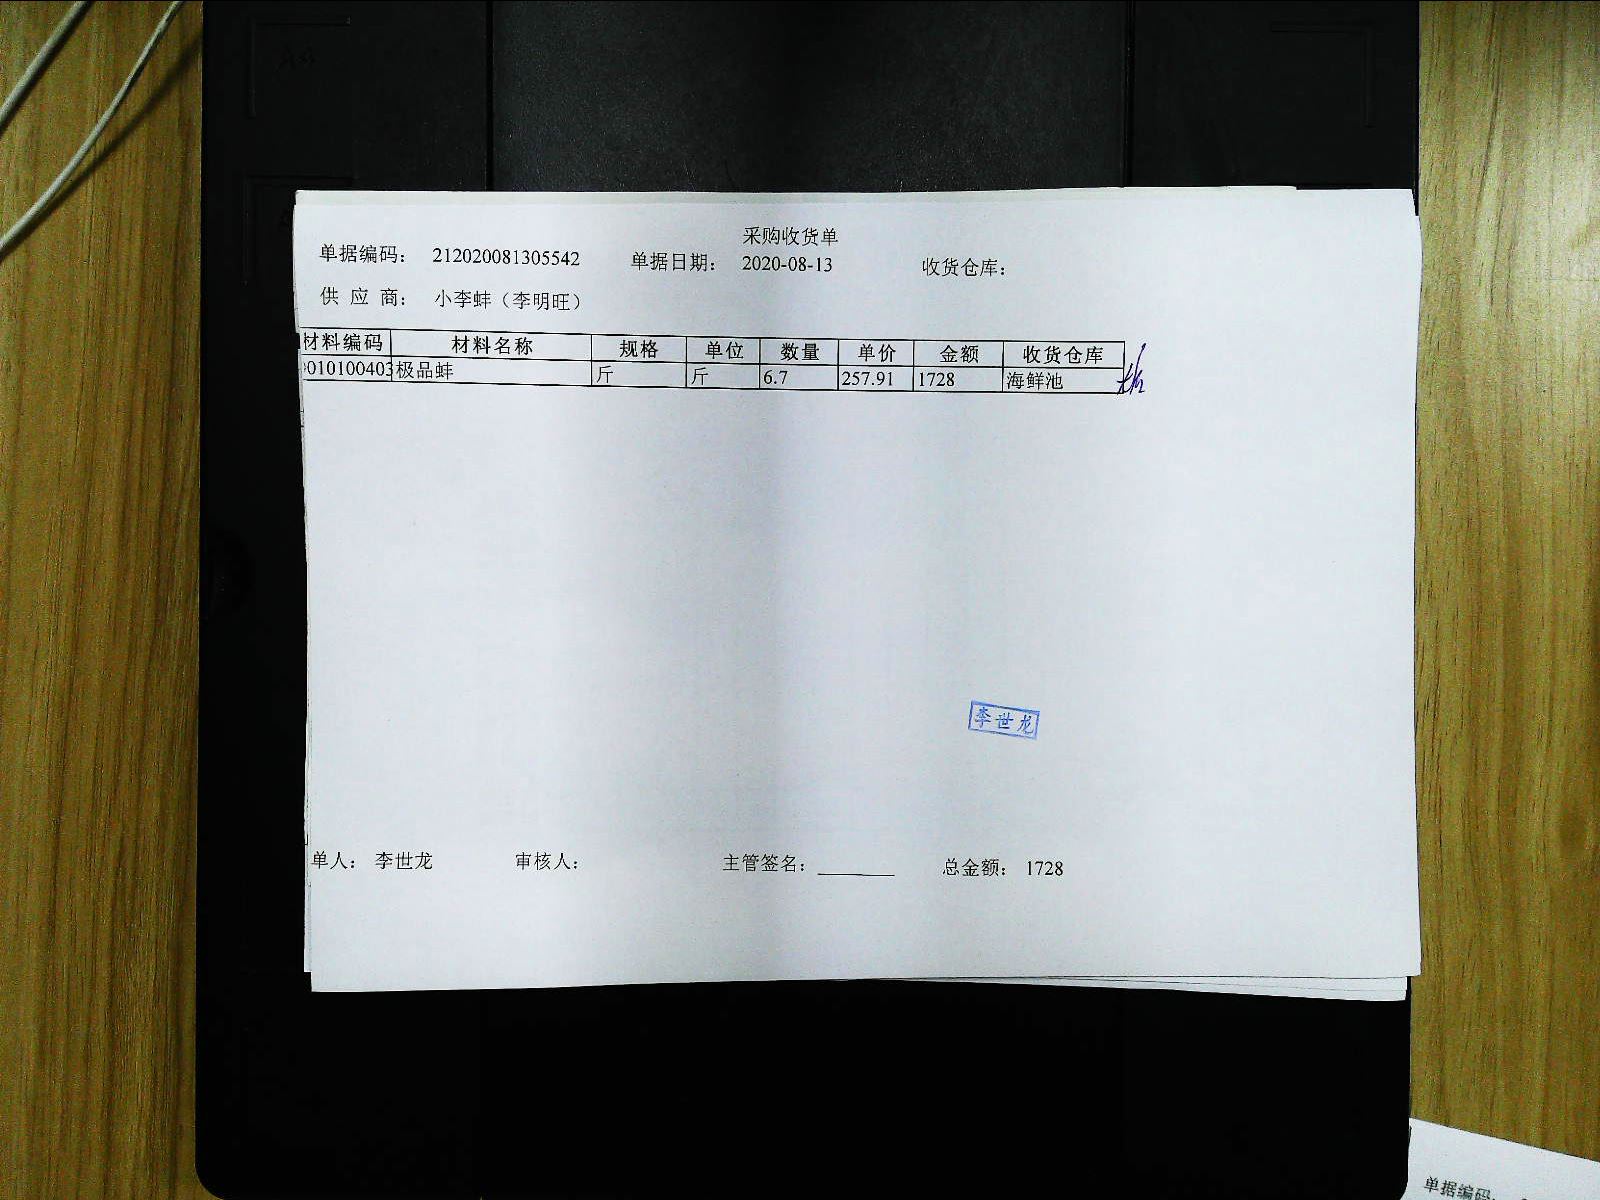 采购收货单
单据编码： 212020081305542 单据日期： 2020-08-13 收货仓库：
供 应 商： 小李蚌（李明旺）
材料编码 材料名称 规格 单位 数量 单价 金额 收货仓库
010100403 极品蚌 斤 斤 6.7 257.91 1728 海鲜池
李世龙
单人： 李世龙 审核人： 主管签名： 总金额： 1728
单据编码：